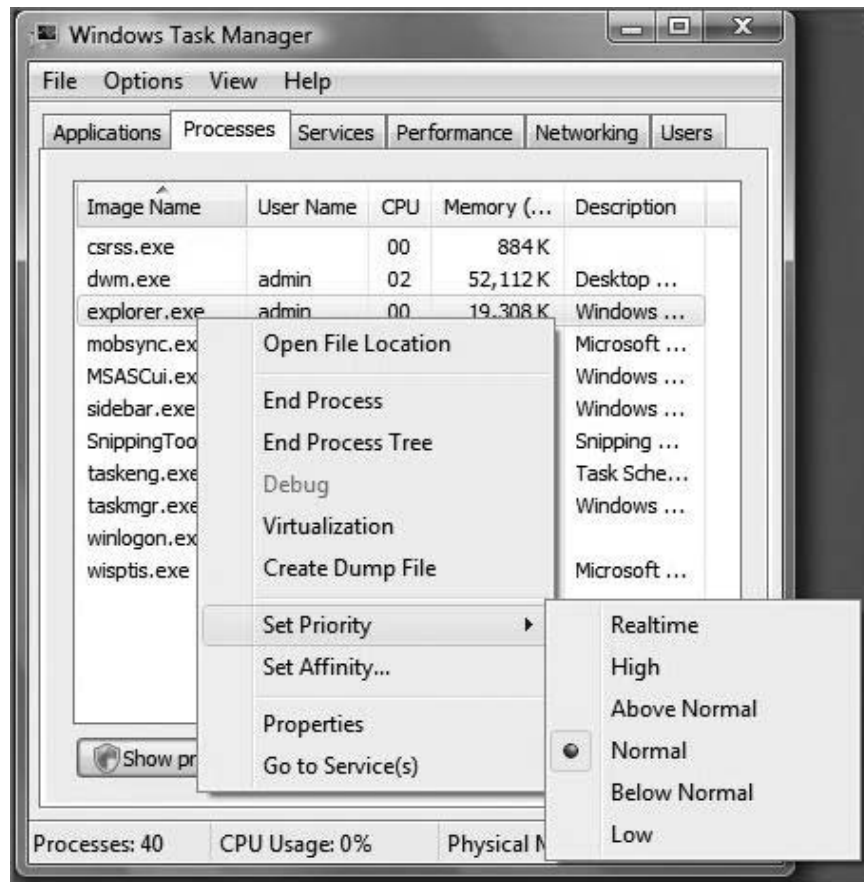 Windows Task Manager
File Options View Help
Applications Processes Services Performance Networking Users
Image Name User Name CPU Memory (... Description
csrss.exe 00 884 K
dwm.exe admin 02 52,112 K Desktop ...
explorer.exe admin 00 19,308 K Windows ...
mobsync.ex Microsoft ...
MSASCui.ex Windows ...
sidebar.exe Windows ...
SnippingToo Snipping ...
taskeng.exe Task Sche...
taskmgr.exe Windows ...
winlogon.ex
wisptis.exe Microsoft ...
Open File Location
End Process
End Process Tree
Debug
Virtualization
Create Dump File
Set Priority
Set Affinity...
Properties
Go to Service(s)
Realtime
High
Above Normal
Normal
Below Normal
Low
Show pr
Processes: 40 CPU Usage: 0% Physical M